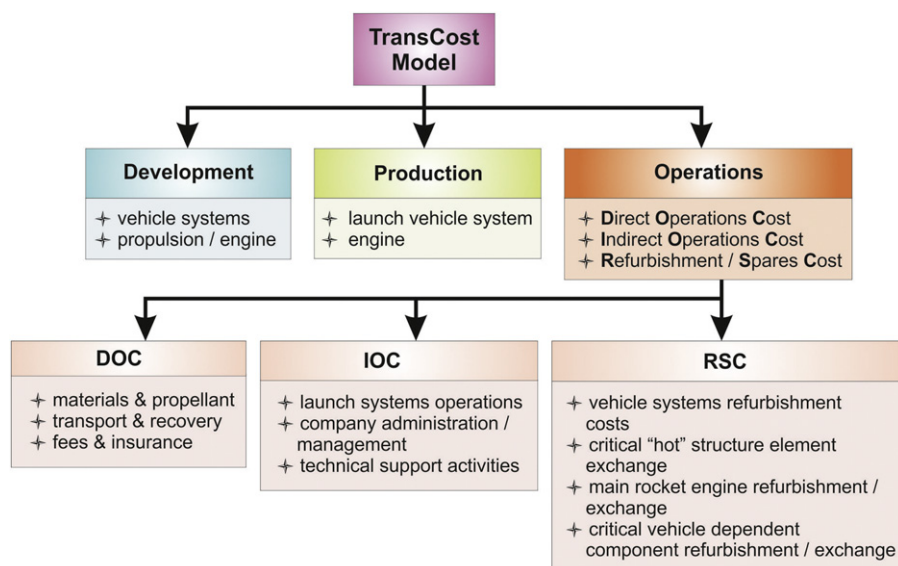 TransCost
Model
Development
vehicle systems
propulsion / engine
Production
launch vehicle system
engine
Operations
Direct Operations Cost
Indirect Operations Cost
Refurbishment / Spares Cost
DOC
materials & propellant
transport & recovery
fees & insurance
IOC
launch systems operations
company administration /
management
technical support activities
RSC
vehicle systems refurbishment
costs
critical “hot” structure element
exchange
main rocket engine refurbishment /
exchange
critical vehicle dependent
component refurbishment / exchange